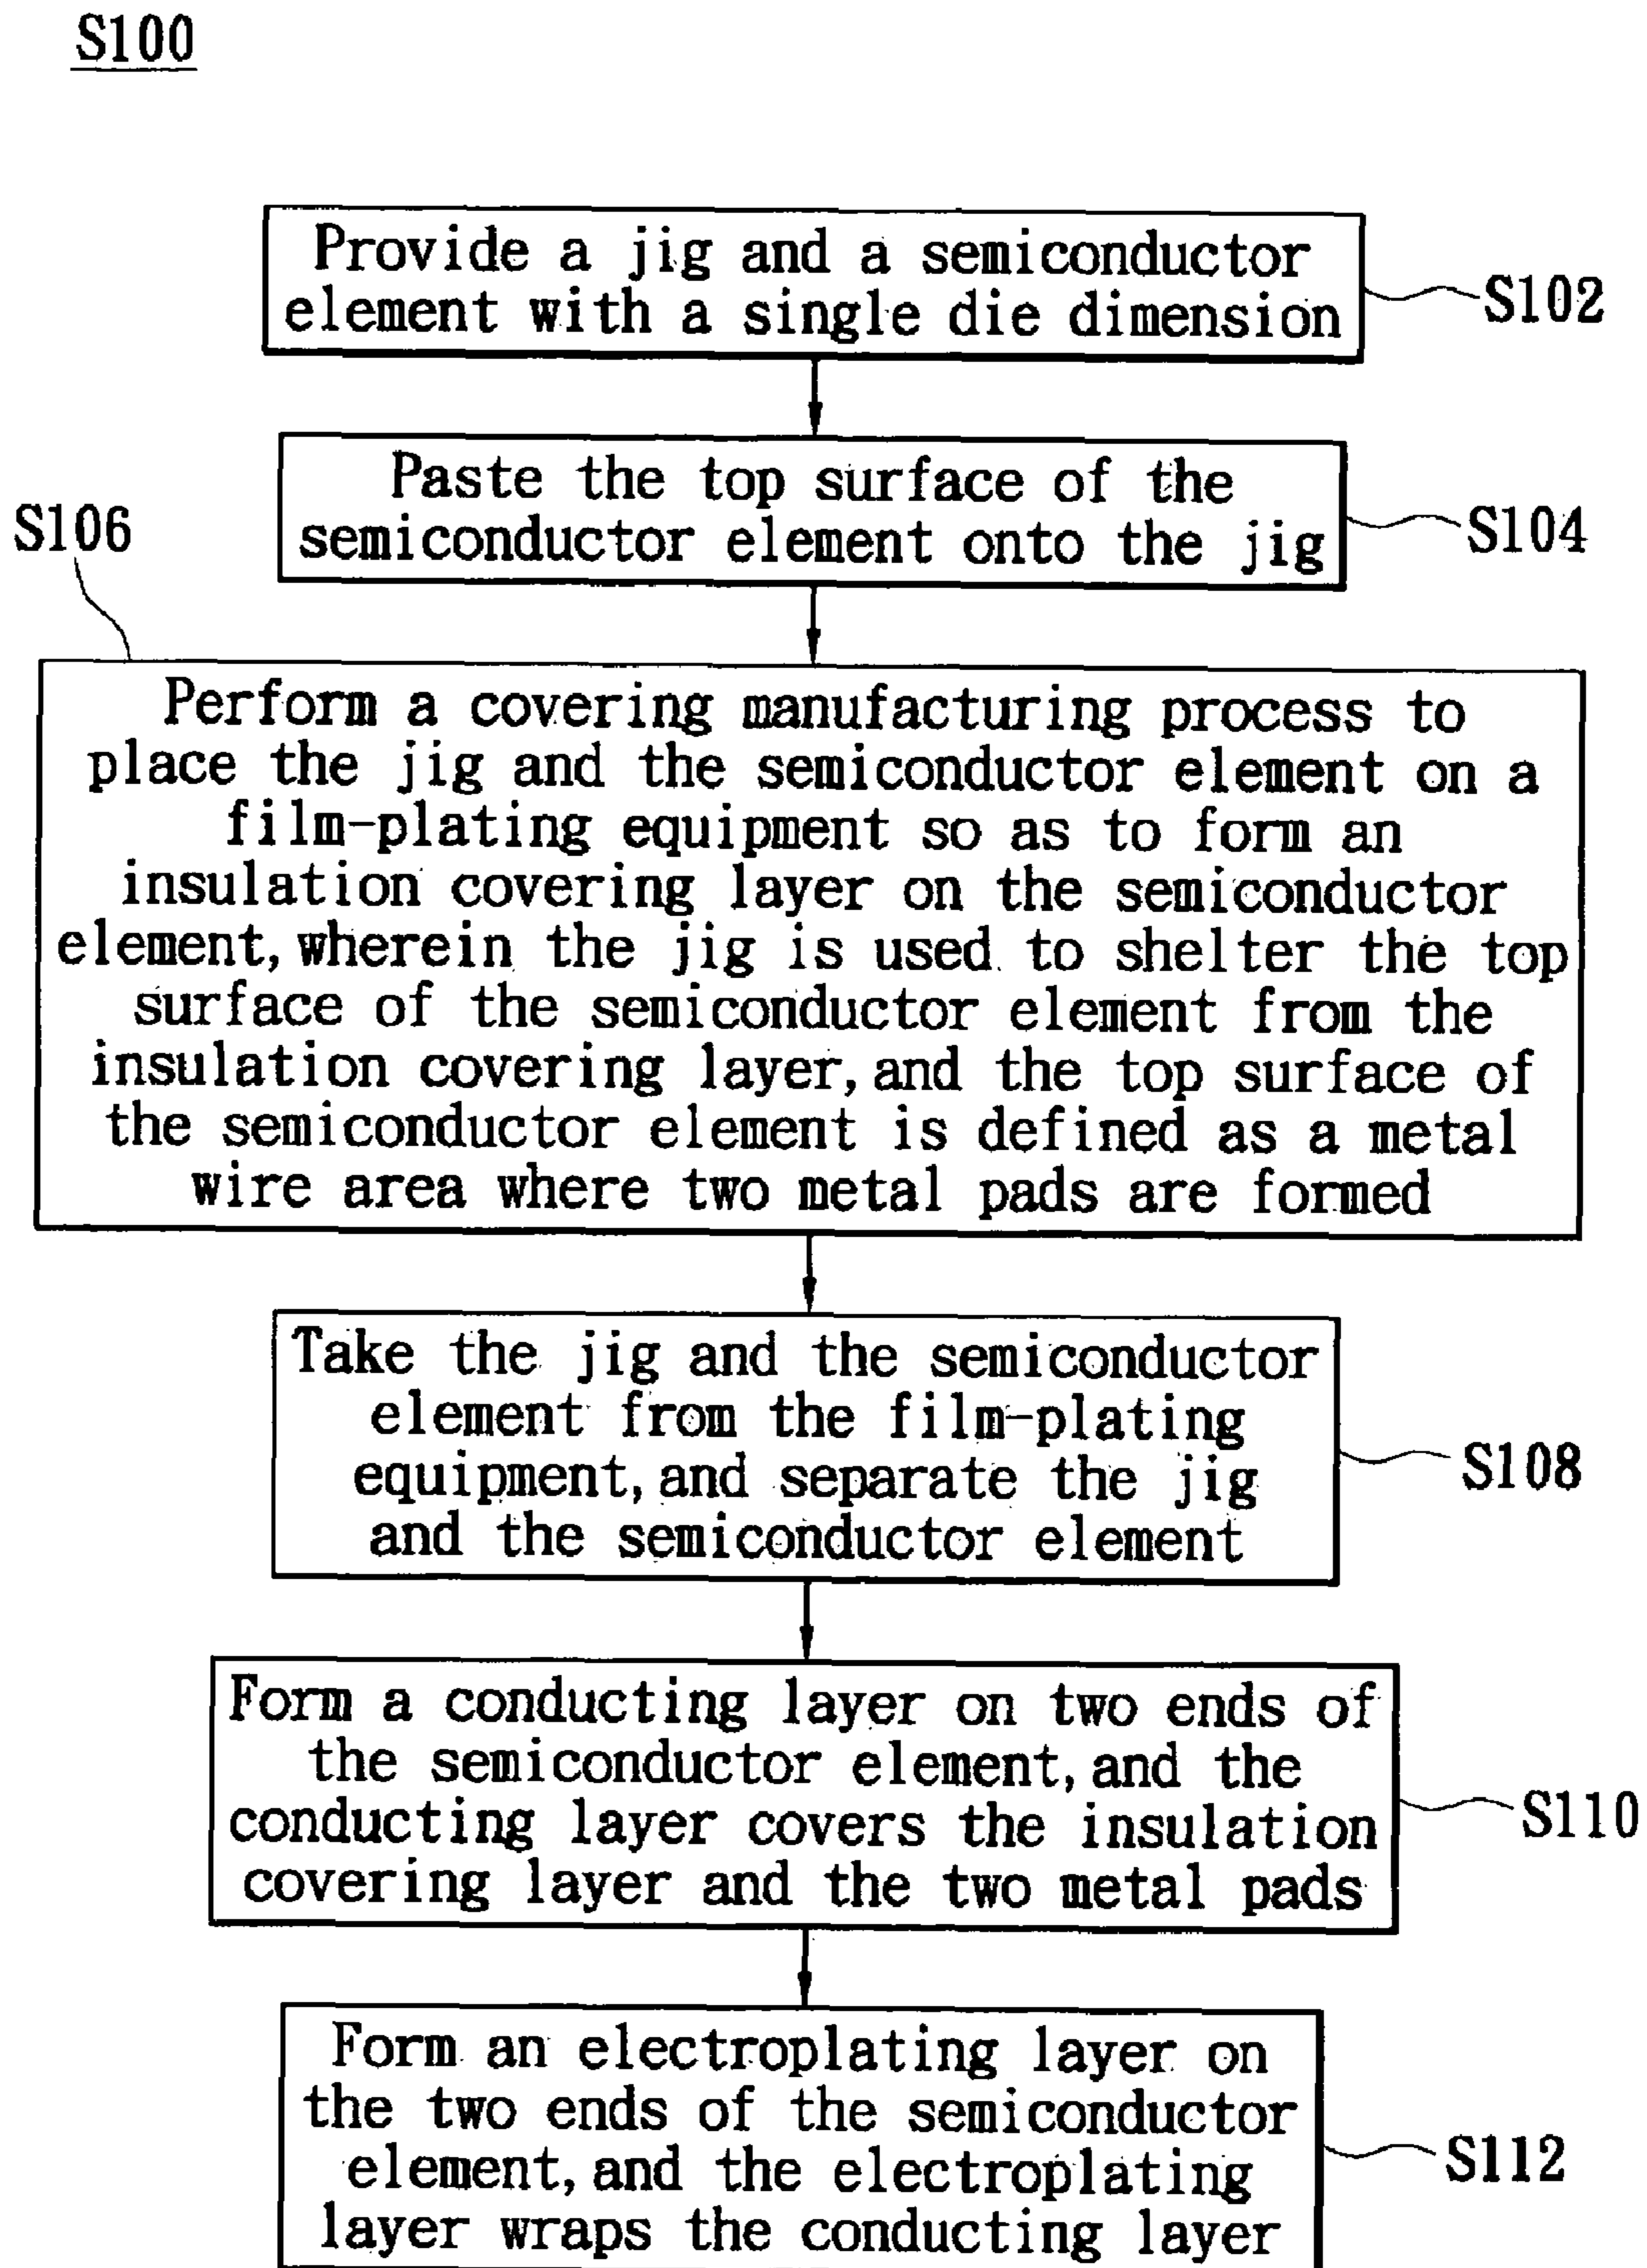 S100
Provide a jig and a semiconductor
element with a single die dimension
S102
Paste the top surface of the
semiconductor element onto the jig
S104
S106
Perform a covering manufacturing process to
place the jig and the semiconductor element on a
film-plating equipment so as to form an
insulation covering layer on the semiconductor
element, wherein the jig is used to shelter the top
surface of the semiconductor element from the
insulation covering layer, and the top surface of
the semiconductor element is defined as a metal
wire area where two metal pads are formed
Take the jig and the semiconductor
element from the film-plating
equipment, and separate the jig
and the semiconductor element
S108
Form a conducting layer on two ends of
the semiconductor element, and the
conducting layer covers the insulation
covering layer and the two metal pads
S110
Form an electroplating layer on
the two ends of the semiconductor
element, and the electroplating
layer wraps the conducting layer
S112